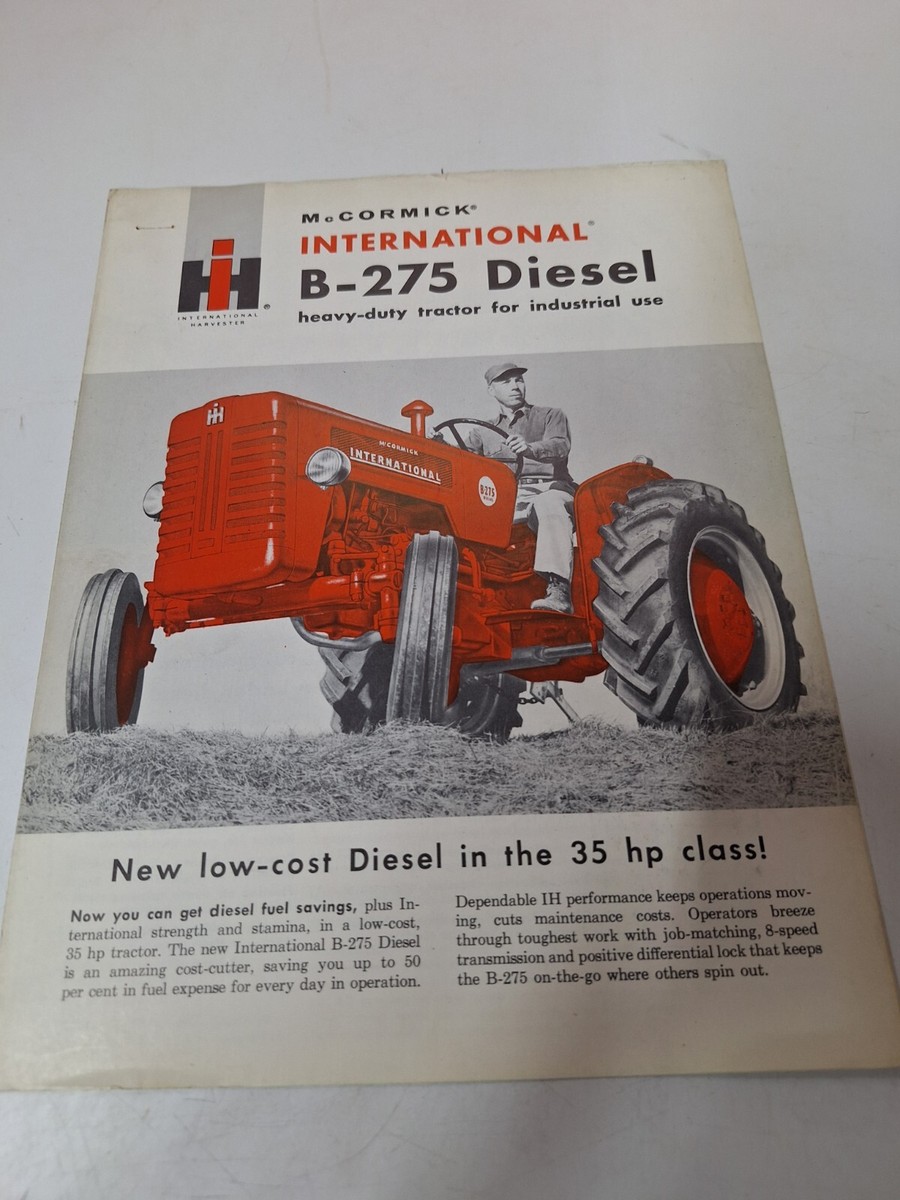 McCORMICK®
INTERNATIONAL®
B-275 Diesel
heavy-duty tractor for industrial use
IH®
INTERNATIONAL
HARVESTER
IH
McCORMICK
INTERNATIONAL
B-275
New low-cost Diesel in the 35 hp class!
Now you can get diesel fuel savings, plus In-
ternational strength and stamina, in a low-cost,
35 hp tractor. The new International B-275 Diesel
is an amazing cost-cutter, saving you up to 50
per cent in fuel expense for every day in operation.
Dependable IH performance keeps operations mov-
ing, cuts maintenance costs. Operators breeze
through toughest work with job-matching, 8-speed
transmission and positive differential lock that keeps
the B-275 on-the-go where others spin out.